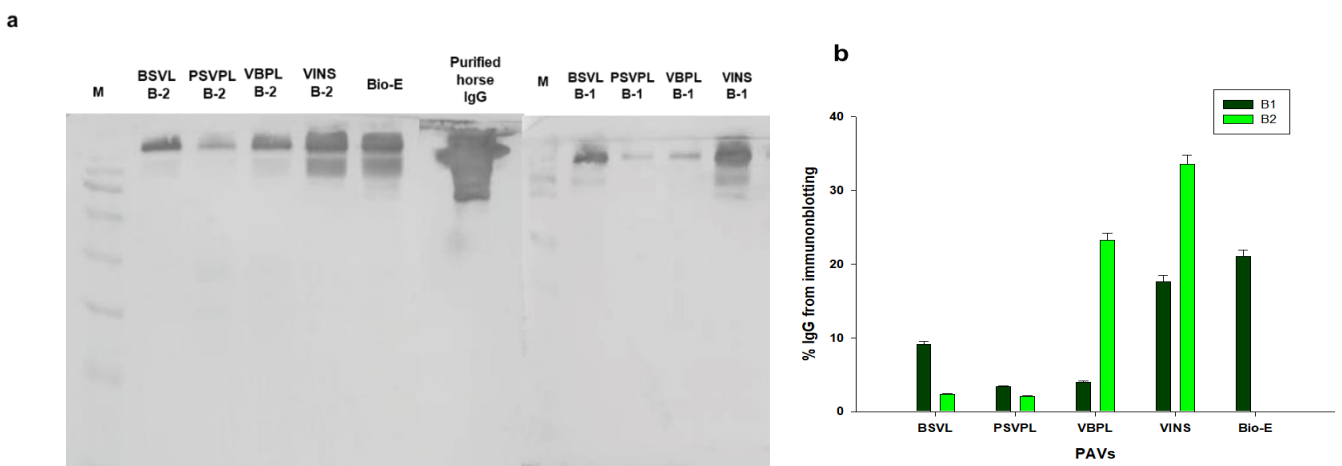 a
M
BSVL
B-2
PSVPL
B-2
VBPL
B-2
VINS
B-2
Bio-E
Purified
horse
IgG
M
BSVL
B-1
PSVPL
B-1
VBPL
B-1
VINS
B-1
b
B1
B2
% IgG from immunonblotting
40
30
20
10
0
BSVL PSVPL VBPL VINS Bio-E
PAVs